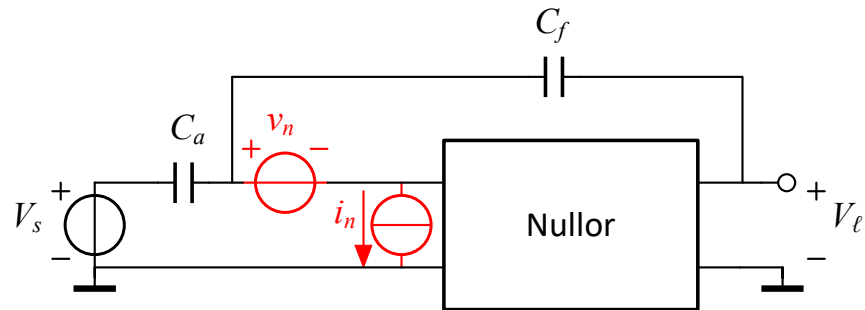 C_f
C_a
v_n
+ −
+
V_s
−
i_n
Nullor
+
V_ℓ
−